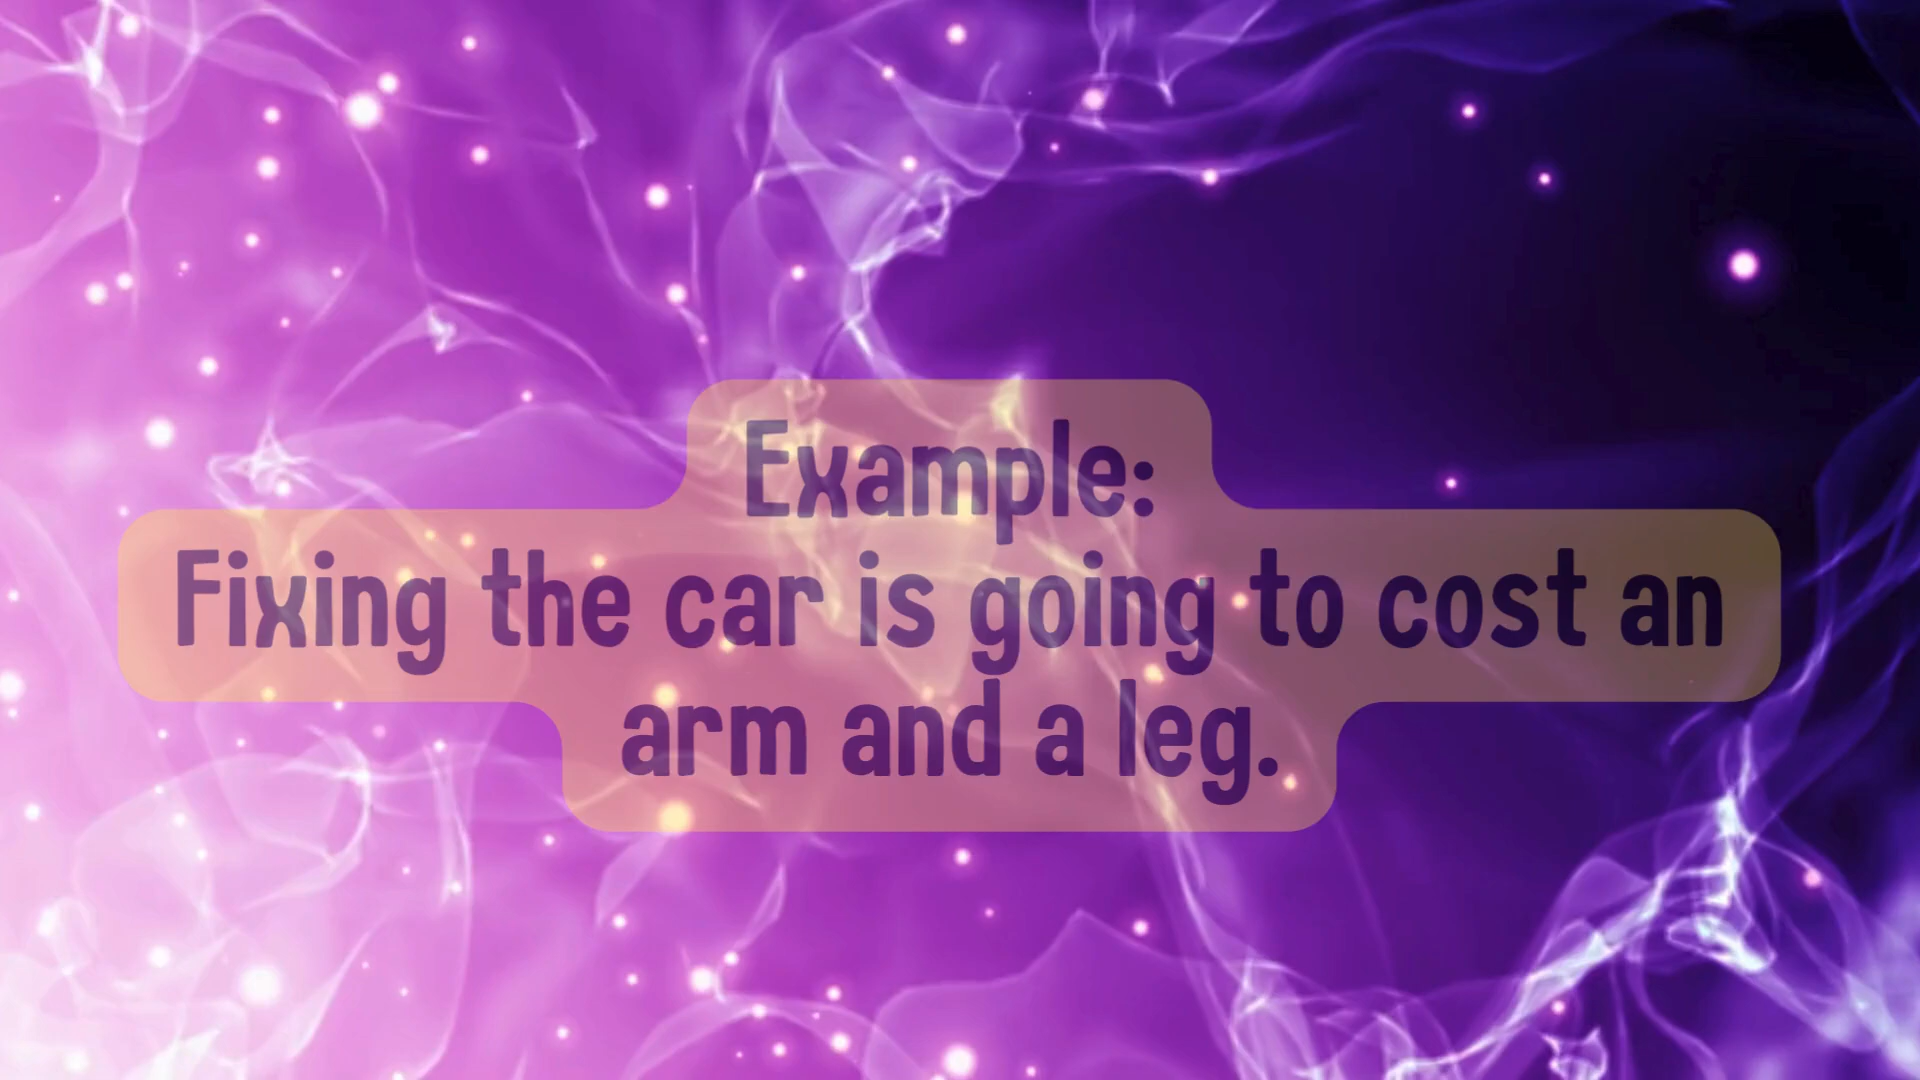 Example:
Fixing the car is going to cost an
arm and a leg.